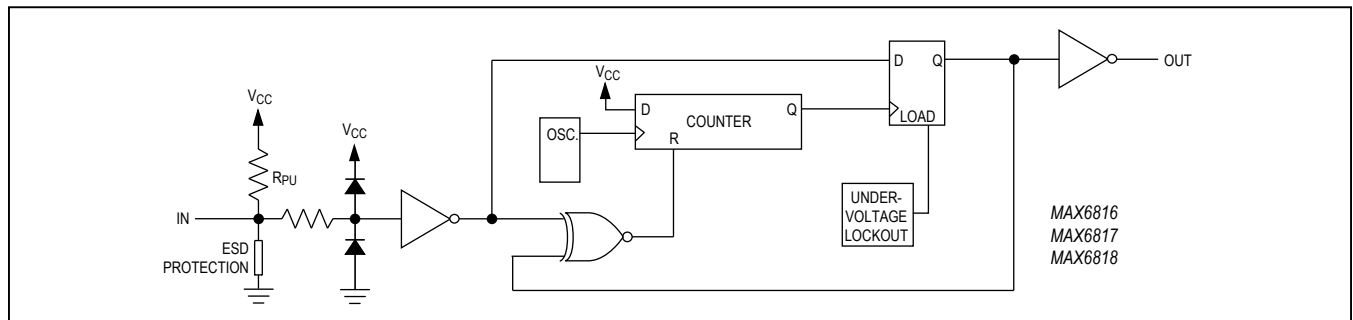 VCC
RPU
IN
ESD
PROTECTION
VCC
OSC.
VCC
D
COUNTER
Q
R
D
Q
LOAD
UNDER-
VOLTAGE
LOCKOUT
OUT
MAX6816
MAX6817
MAX6818